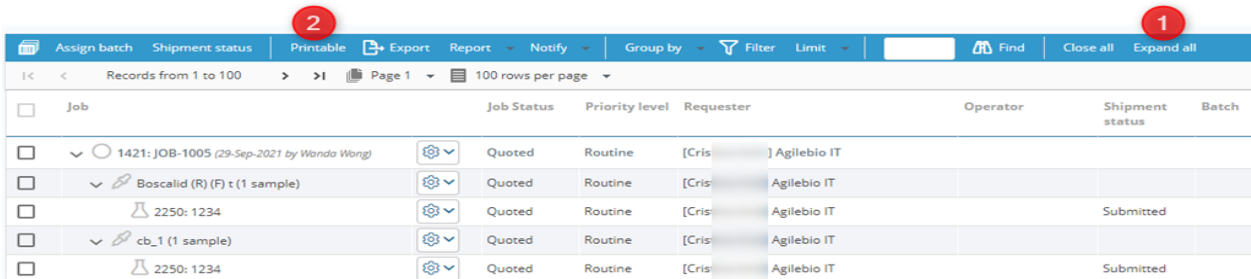 2
1
Assign batch Shipment status Printable Export Report Notify Group by Filter Limit Find Close all Expand all
Records from 1 to 100 Page 1 100 rows per page
Job Job Status Priority level Requester Operator Shipment status Batch
1421: JOB-1005 (29-Sep-2021 by Wanda Wong) Quoted Routine [Cris ] Agilebio IT
Boscalid (R) (F) t (1 sample) Quoted Routine [Cris Agilebio IT
2250: 1234 Quoted Routine [Cris Agilebio IT Submitted
cb_1 (1 sample) Quoted Routine [Cris Agilebio IT
2250: 1234 Quoted Routine [Cris Agilebio IT Submitted